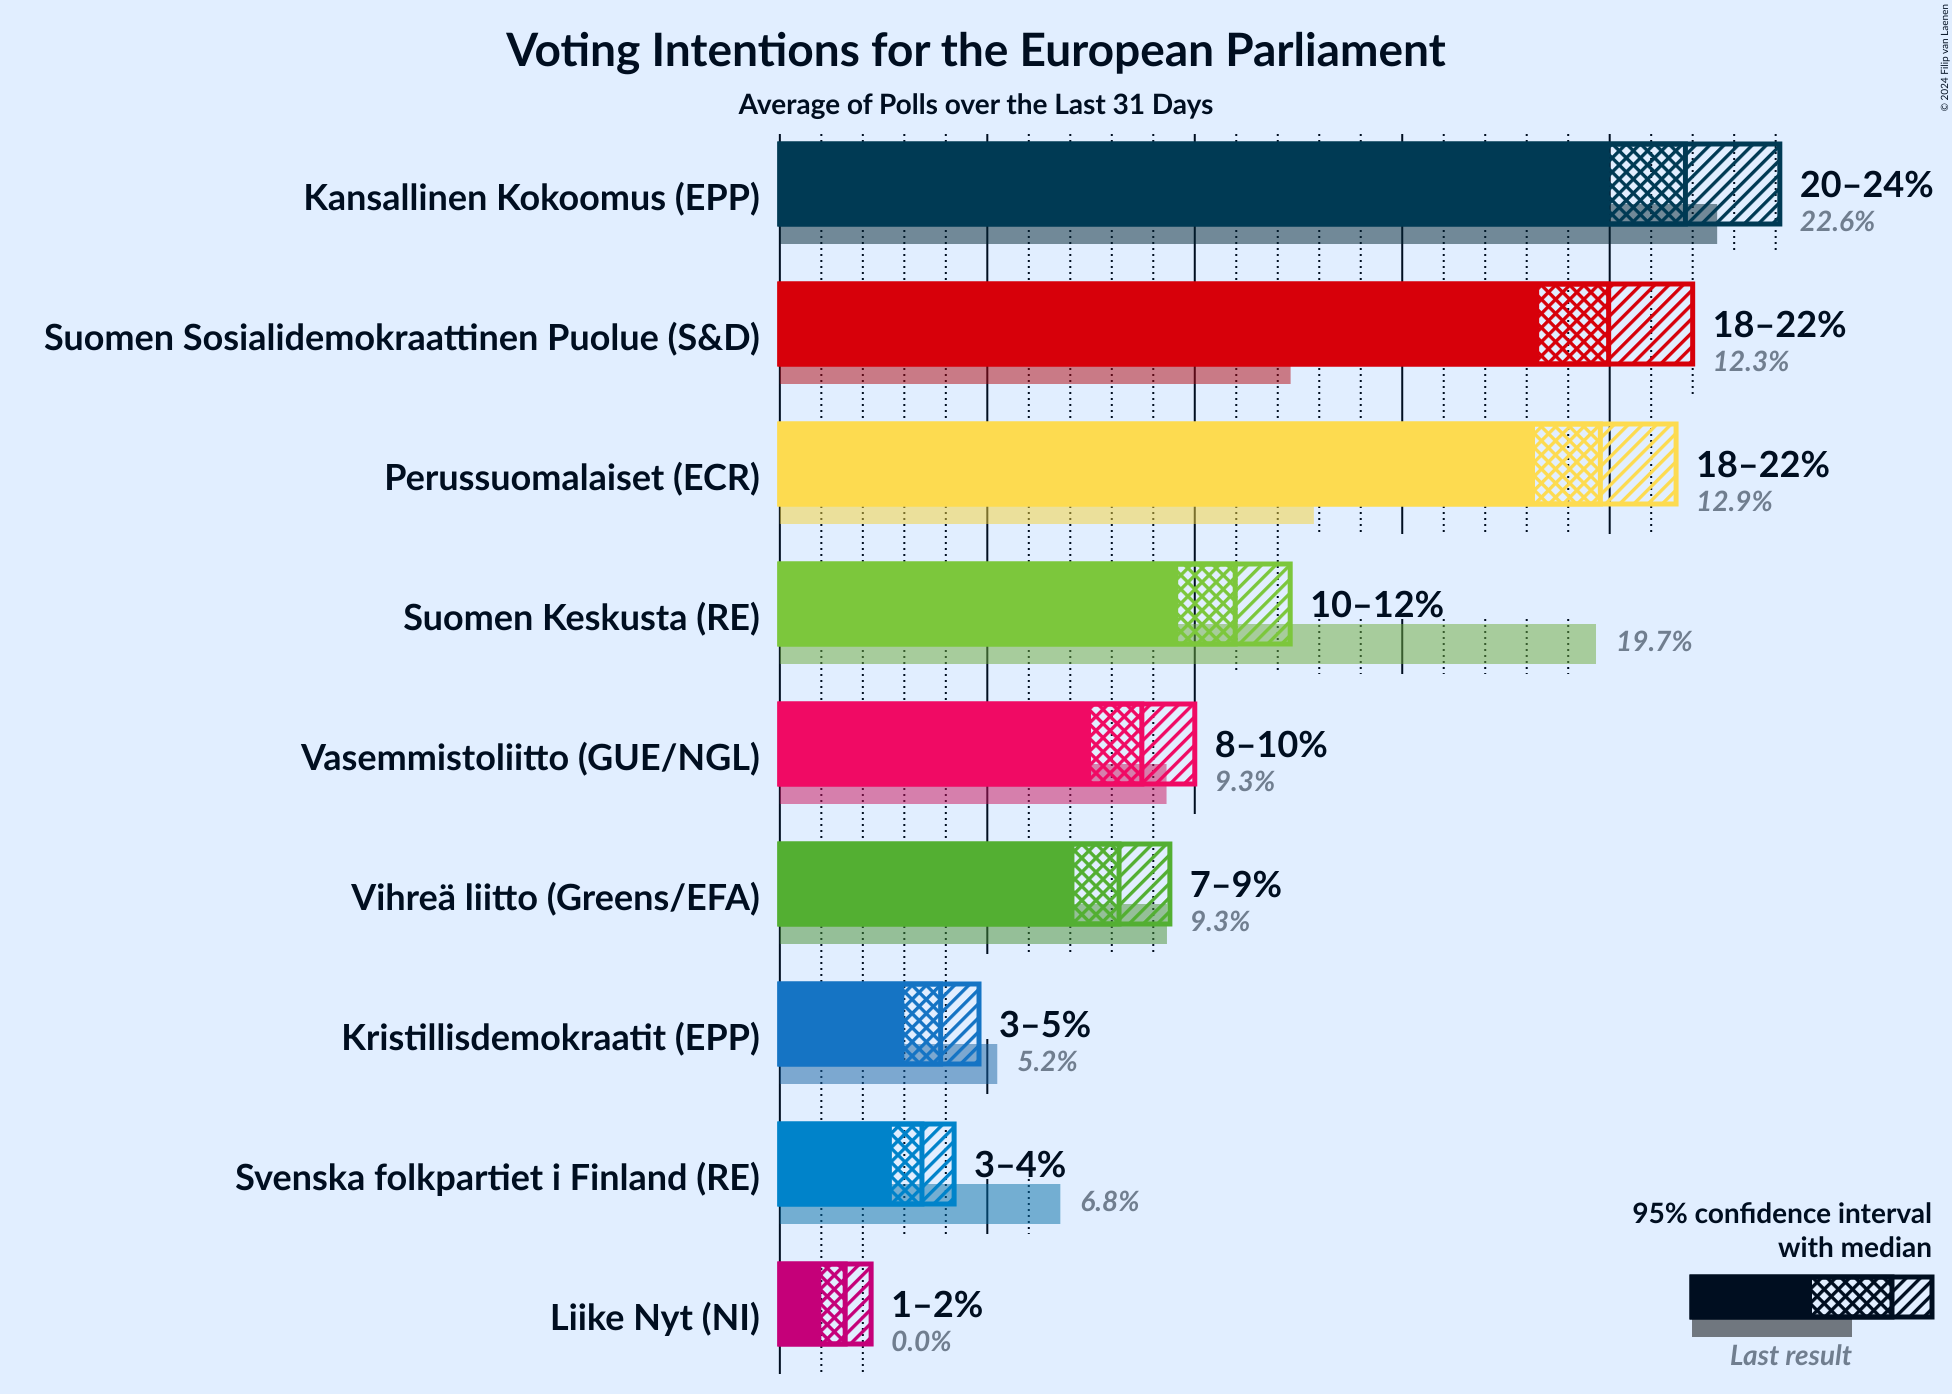 Voting Intentions for the European Parliament
Average of Polls over the Last 31 Days
© 2024 Filip van Laenen
Kansallinen Kokoomus (EPP)
20–24%
22.6%
Suomen Sosialidemokraattinen Puolue (S&D)
18–22%
12.3%
Perussuomalaiset (ECR)
18–22%
12.9%
Suomen Keskusta (RE)
10–12%
19.7%
Vasemmistoliitto (GUE/NGL)
8–10%
9.3%
Vihreä liitto (Greens/EFA)
7–9%
9.3%
Kristillisdemokraatit (EPP)
3–5%
5.2%
Svenska folkpartiet i Finland (RE)
3–4%
6.8%
Liike Nyt (NI)
1–2%
0.0%
95% confidence interval
with median
Last result